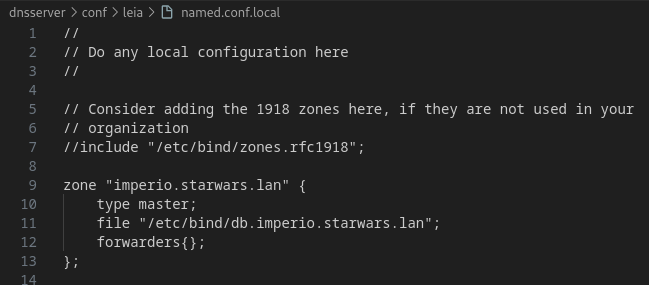 dnsserver > conf > leia > named.conf.local
1 //
2 // Do any local configuration here
3 //
4
5 // Consider adding the 1918 zones here, if they are not used in your
6 // organization
7 //include "/etc/bind/zones.rfc1918";
8
9 zone "imperio.starwars.lan" {
10 type master;
11 file "/etc/bind/db.imperio.starwars.lan";
12 forwarders{};
13 };
14